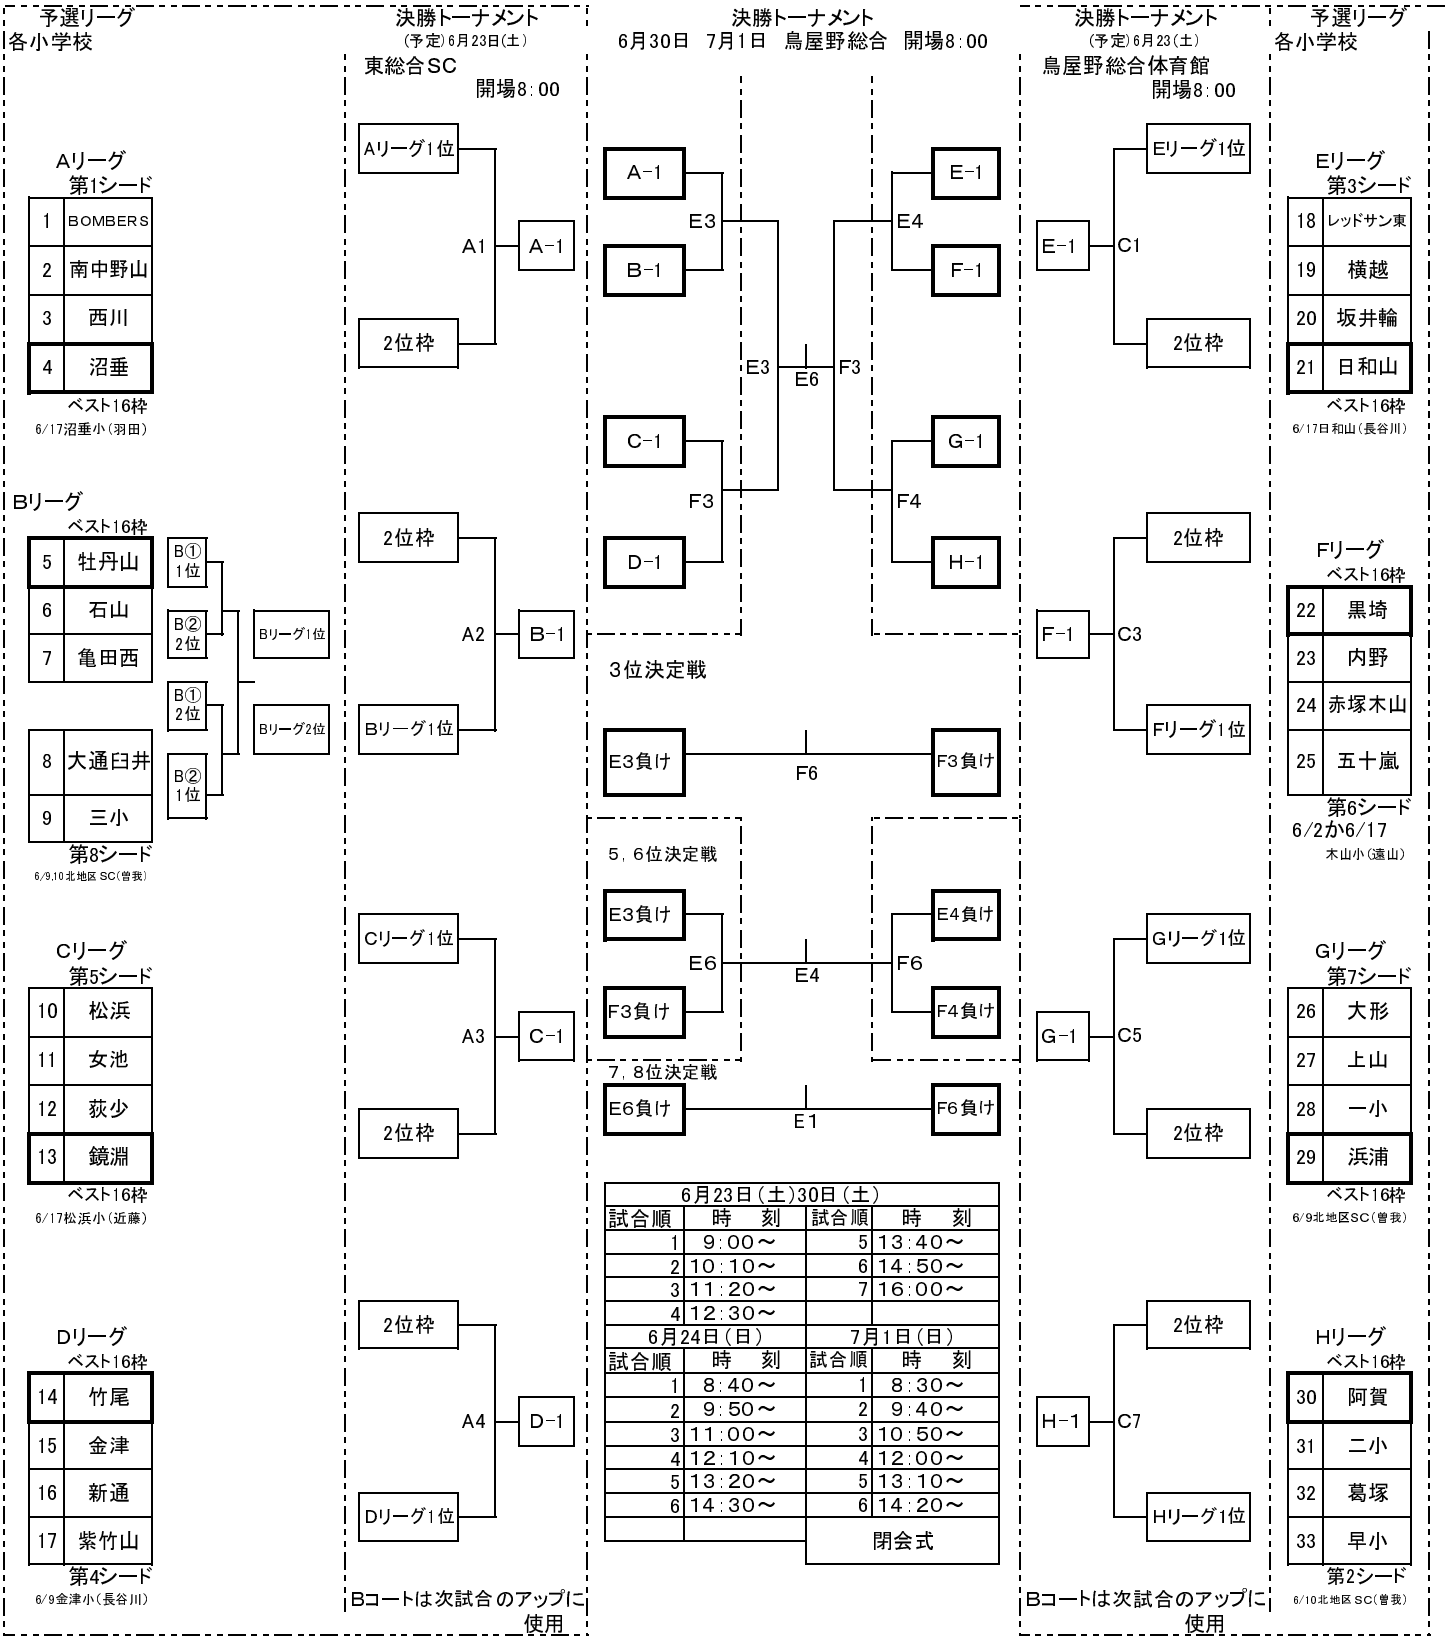 予選リーグ
各小学校
Aリーグ
第1シード
1 BOMBERS
2 南中野山
3 西川
4 沼垂
ベスト16枠
6/17沼垂小(羽田)
Bリーグ
ベスト16枠
5 牡丹山
6 石山
7 亀田西
8 大通臼井
9 三小
第8シード
6/9,10北地区SC(曽我)
B①
1位
B②
2位
B①
2位
B②
1位
Bリーグ1位
Bリーグ2位
Cリーグ
第5シード
10 松浜
11 女池
12 荻少
13 鏡淵
ベスト16枠
6/17松浜小(近藤)
Dリーグ
ベスト16枠
14 竹尾
15 金津
16 新通
17 紫竹山
第4シード
6/9金津小(長谷川)
決勝トーナメント
(予定)6月23日(土)
東総合SC
開場8:00
Aリーグ1位
A1
A-1
2位枠
2位枠
A2
B-1
Bリーグ1位
Cリーグ1位
A3
C-1
2位枠
2位枠
A4
D-1
Dリーグ1位
Bコートは次試合のアップに
使用
決勝トーナメント
6月30日 7月1日 鳥屋野総合 開場8:00
A-1
E-1
E3
E4
B-1
F-1
E3
E6
F3
C-1
G-1
F3
F4
D-1
H-1
3位決定戦
E3負け
F3負け
F6
5,6位決定戦
E3負け
E4負け
E6
E4
F6
F3負け
F4負け
7,8位決定戦
E6負け
F6負け
E1
6月23日(土)30日(土)
試合順 時 刻 試合順 時 刻
1 9:00～ 5 13:40～
2 10:10～ 6 14:50～
3 11:20～ 7 16:00～
4 12:30～
6月24日(日) 7月1日(日)
試合順 時 刻 試合順 時 刻
1 8:40～ 1 8:30～
2 9:50～ 2 9:40～
3 11:00～ 3 10:50～
4 12:10～ 4 12:00～
5 13:20～ 5 13:10～
6 14:30～ 6 14:20～
閉会式
決勝トーナメント
(予定)6月23(土)
鳥屋野総合体育館
開場8:00
Eリーグ1位
E-1
C1
2位枠
2位枠
F-1
C3
Fリーグ1位
Gリーグ1位
G-1
C5
2位枠
2位枠
H-1
C7
Hリーグ1位
Bコートは次試合のアップに
使用
予選リーグ
各小学校
Eリーグ
第3シード
18 レッドサン東
19 横越
20 坂井輪
21 日和山
ベスト16枠
6/17日和山(長谷川)
Fリーグ
ベスト16枠
22 黒埼
23 内野
24 赤塚木山
25 五十嵐
第6シード
6/2か6/17
木山小(遠山)
Gリーグ
第7シード
26 大形
27 上山
28 一小
29 浜浦
ベスト16枠
6/9北地区SC(曽我)
Hリーグ
ベスト16枠
30 阿賀
31 二小
32 葛塚
33 早小
第2シード
6/10北地区SC(曽我)